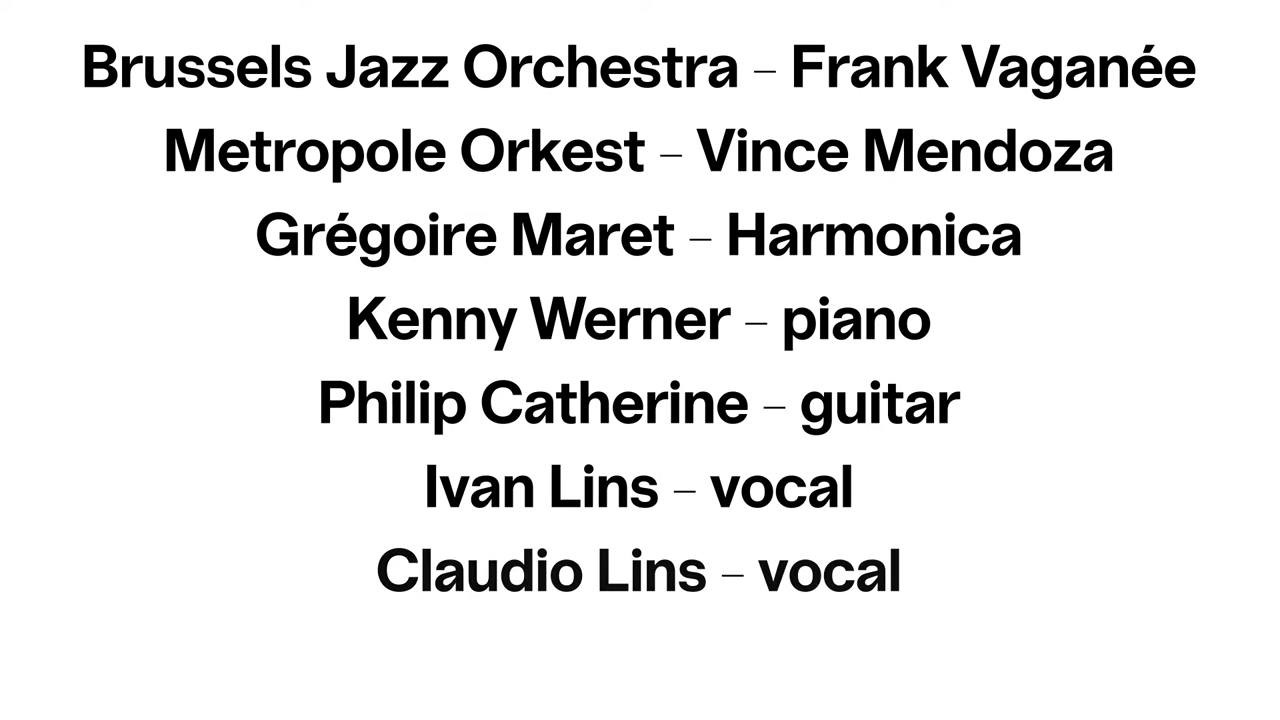 Brussels Jazz Orchestra – Frank Vaganée
Metropole Orkest – Vince Mendoza
Grégoire Maret – Harmonica
Kenny Werner – piano
Philip Catherine – guitar
Ivan Lins – vocal
Claudio Lins – vocal